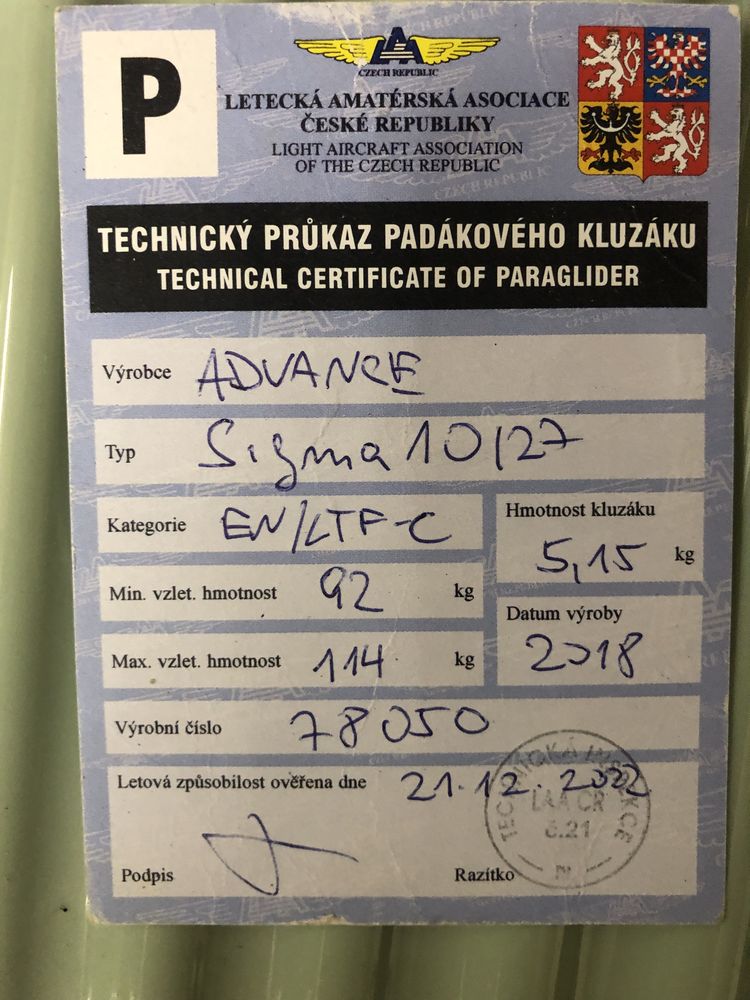 P
CZECH REPUBLIC
LETECKÁ AMATÉRSKÁ ASOCIACE
ČESKÉ REPUBLIKY
LIGHT AIRCRAFT ASSOCIATION
OF THE CZECH REPUBLIC
TECHNICKÝ PRŮKAZ PADÁKOVÉHO KLUZÁKU
TECHNICAL CERTIFICATE OF PARAGLIDER
Výrobce ADVANCE
Typ Sigma 10/27
Kategorie EN/LTF-C
Hmotnost kluzáku
5,15 kg
Min. vzlet. hmotnost 92 kg
Datum výroby
2018
Max. vzlet. hmotnost 114 kg
Výrobní číslo 78050
Letová způsobilost ověřena dne 21.12.2022
TECHNICKÁ INSPEKCE
LAA ČR
č.21
Podpis
Razítko